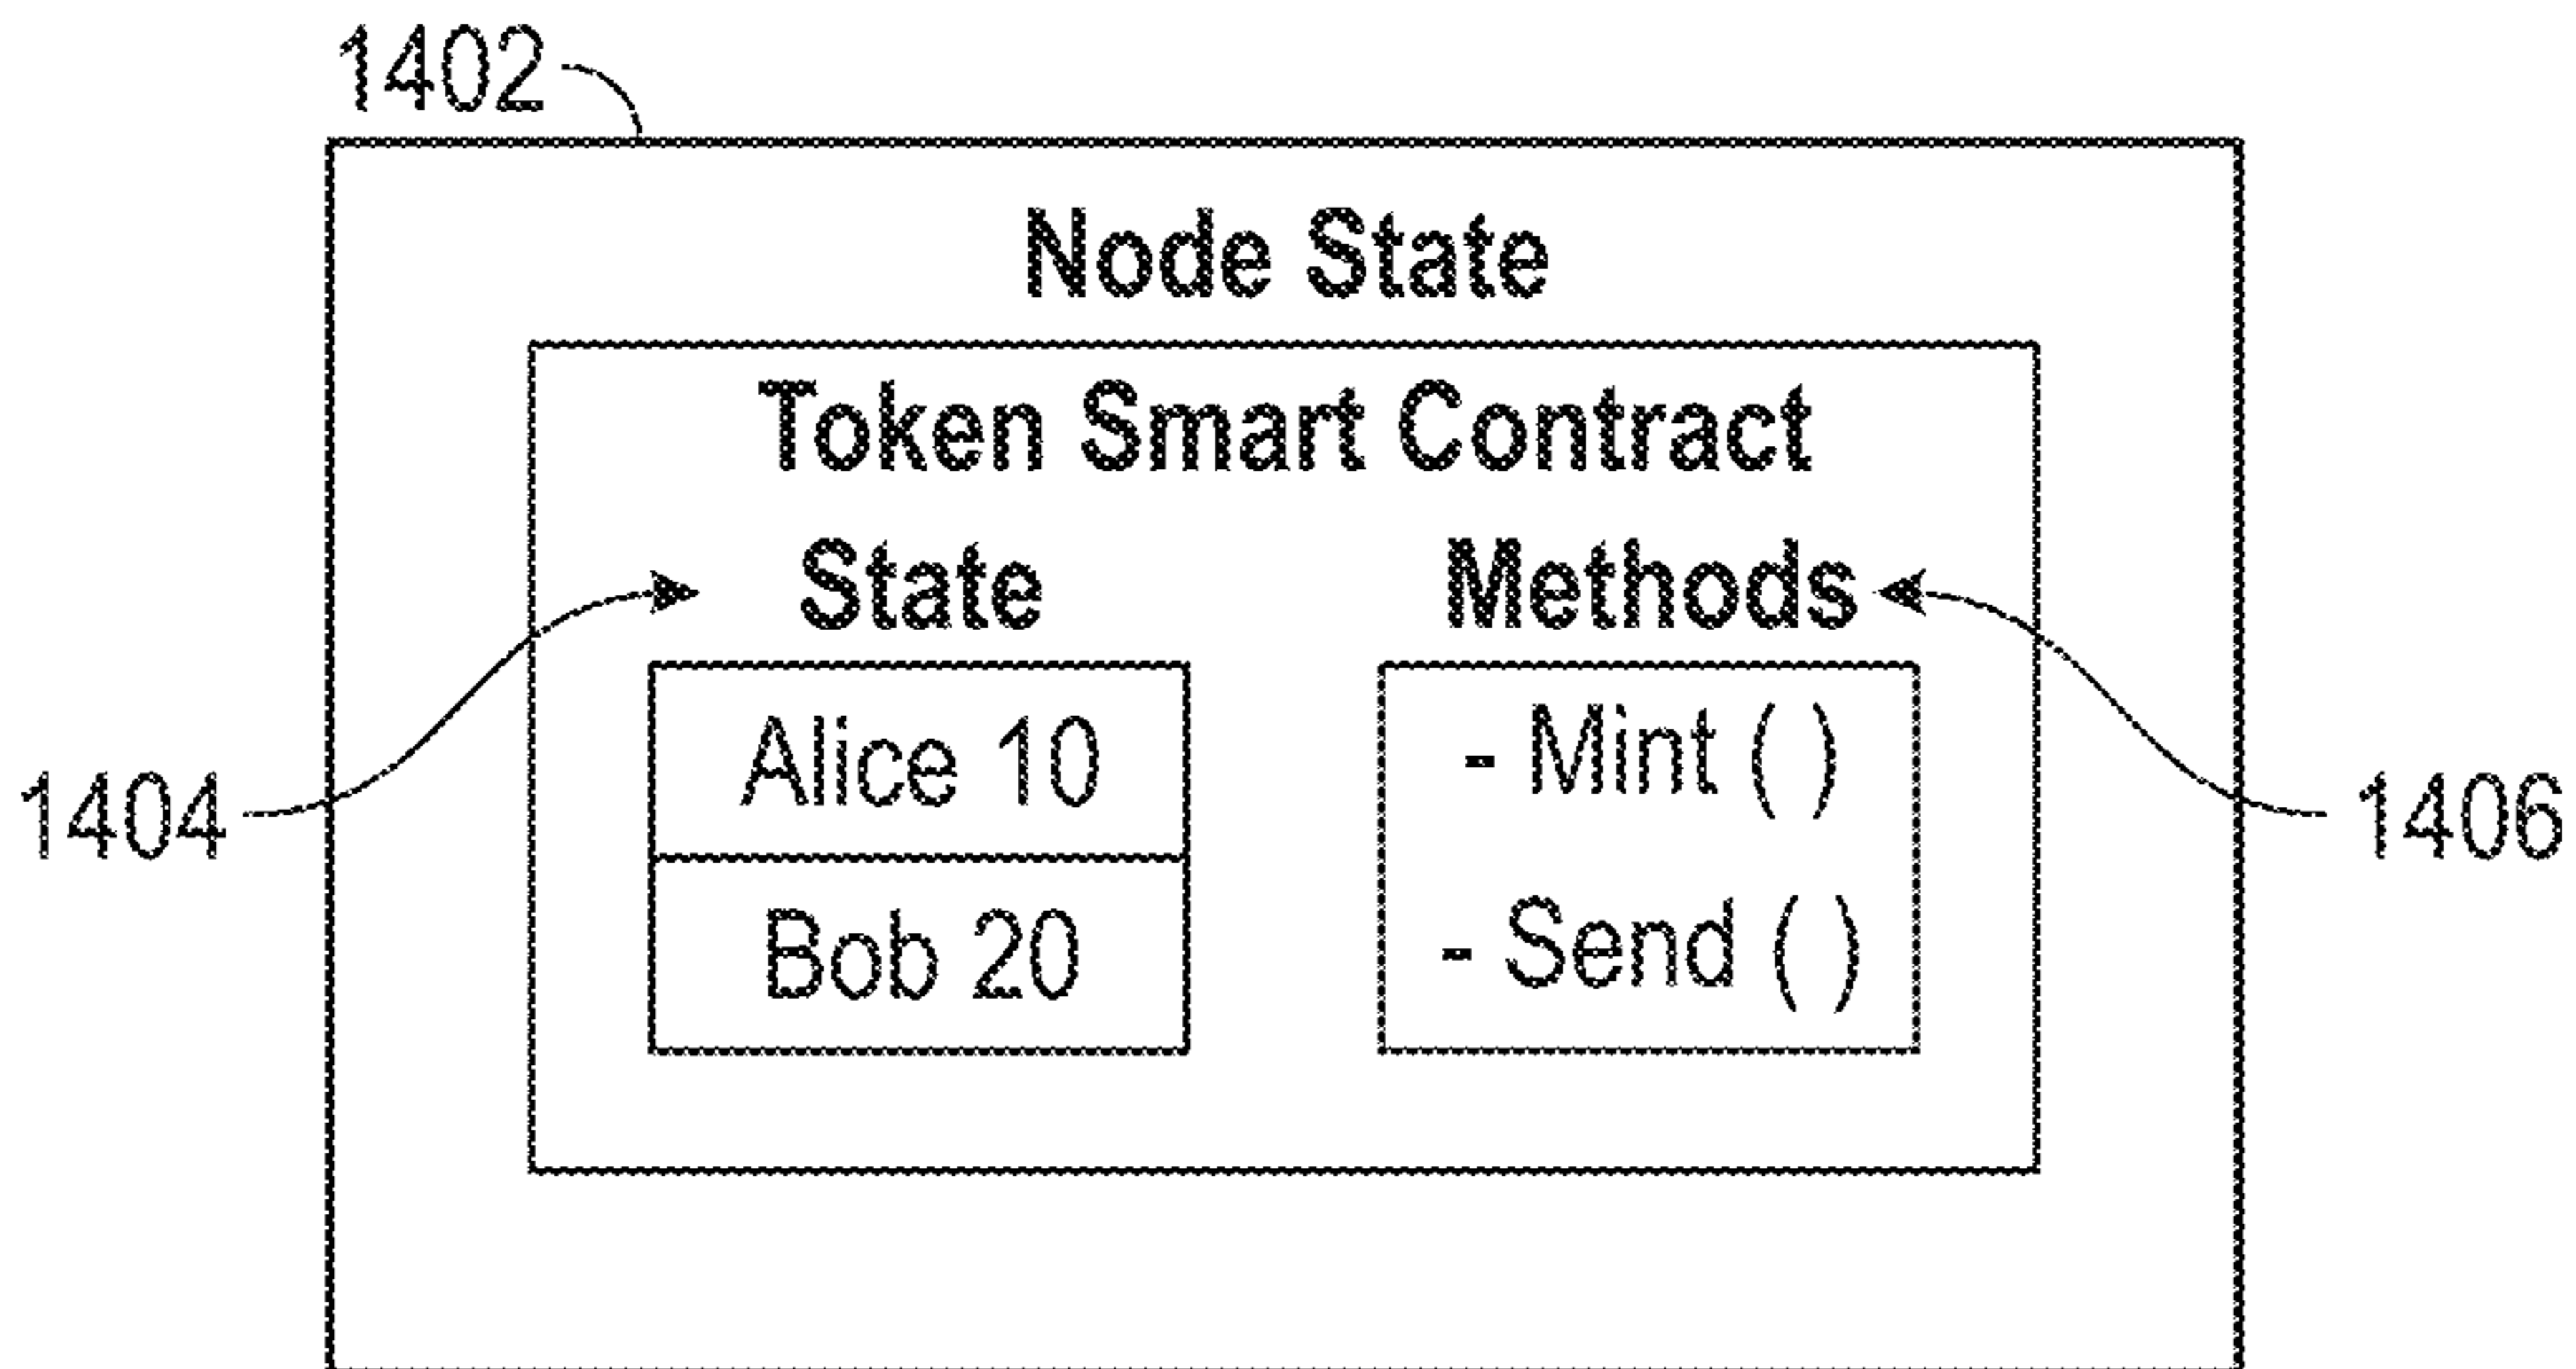 1402
Node State
Token Smart Contract
State Methods
Alice 10 - Mint ( )
1404 1406
Bob 20 - Send ( )